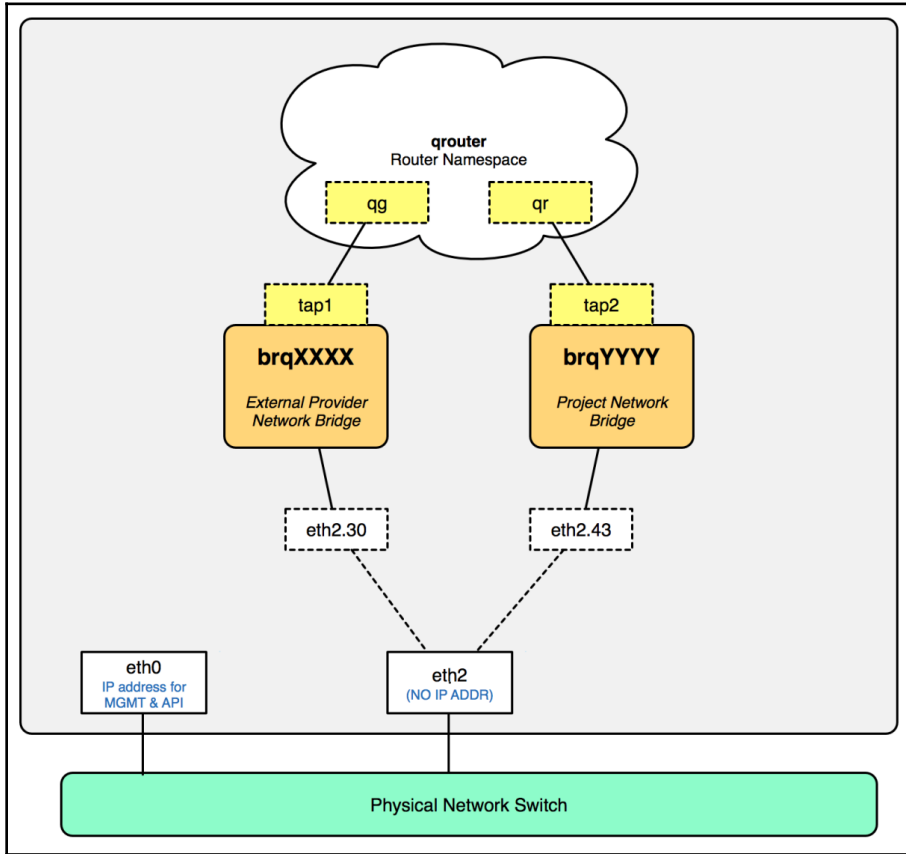 qrouter
Router Namespace
qg
qr
tap1
tap2
brqXXXX
External Provider
Network Bridge
brqYYYY
Project Network
Bridge
eth2.30
eth2.43
eth0
IP address for
MGMT & API
eth2
(NO IP ADDR)
Physical Network Switch